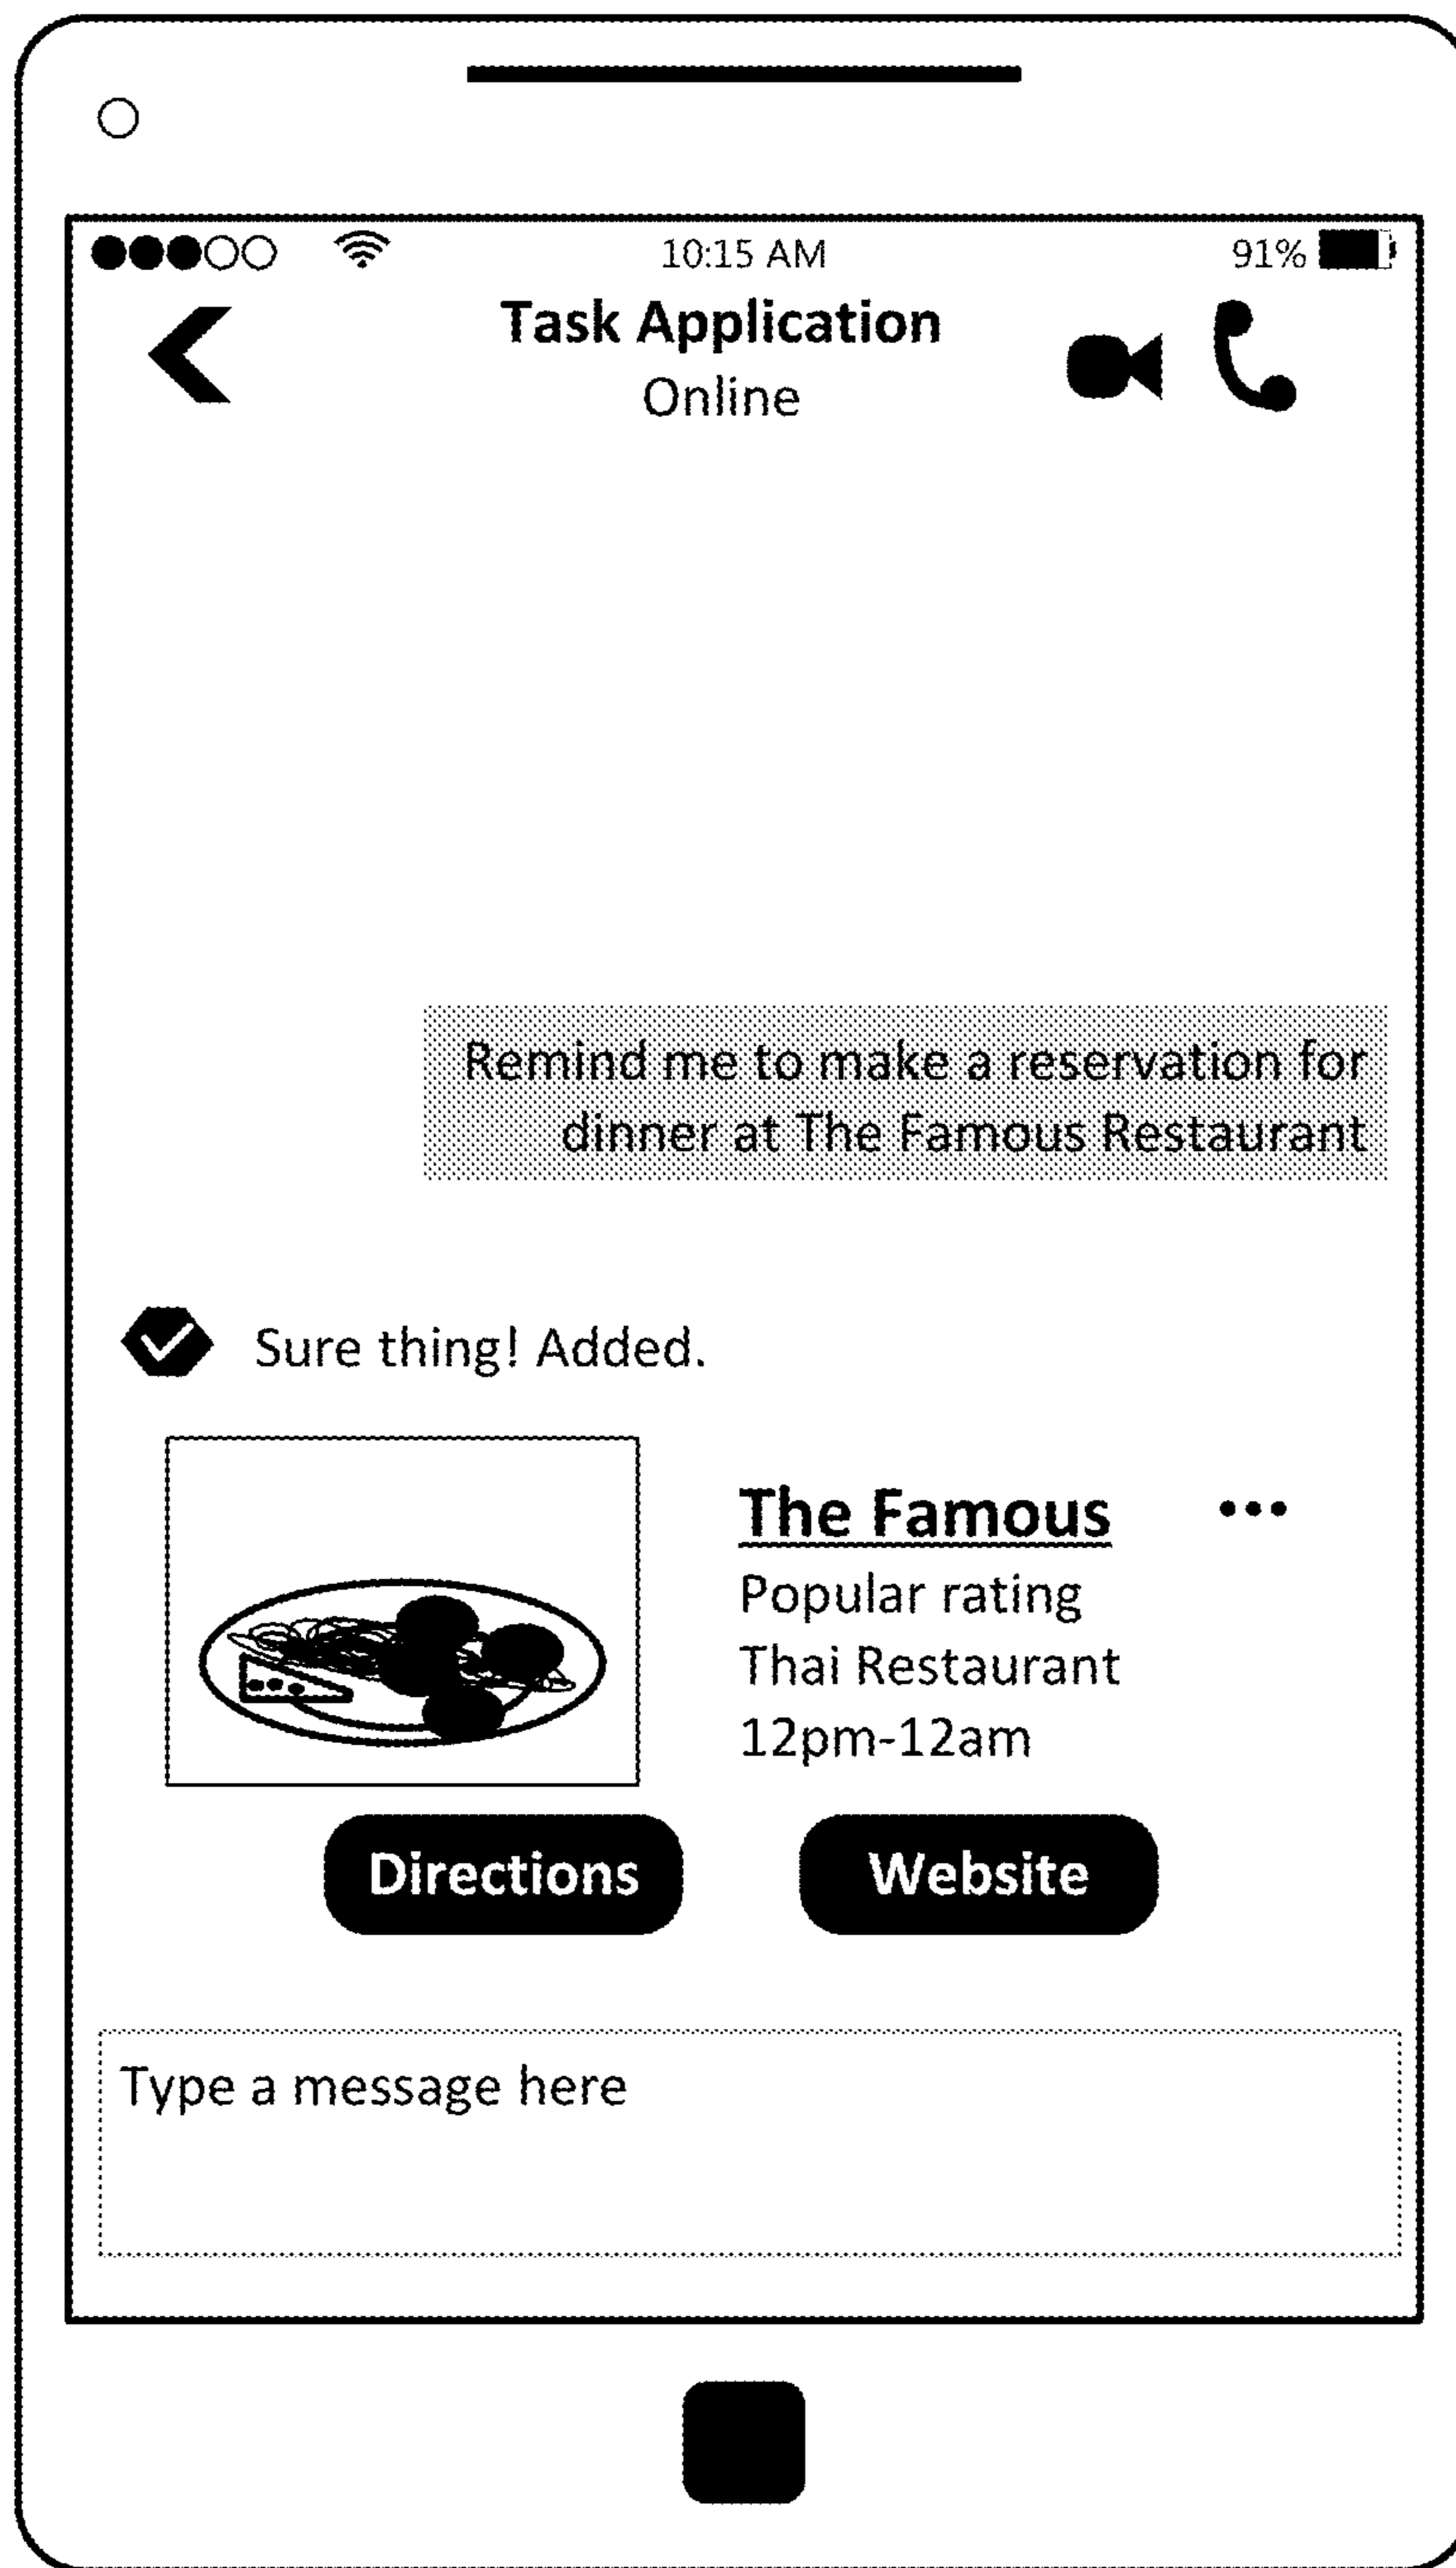 10:15 AM
91%
Task Application
Online
Remind me to make a reservation for
dinner at The Famous Restaurant
Sure thing! Added.
The Famous
Popular rating
Thai Restaurant
12pm-12am
Directions
Website
Type a message here